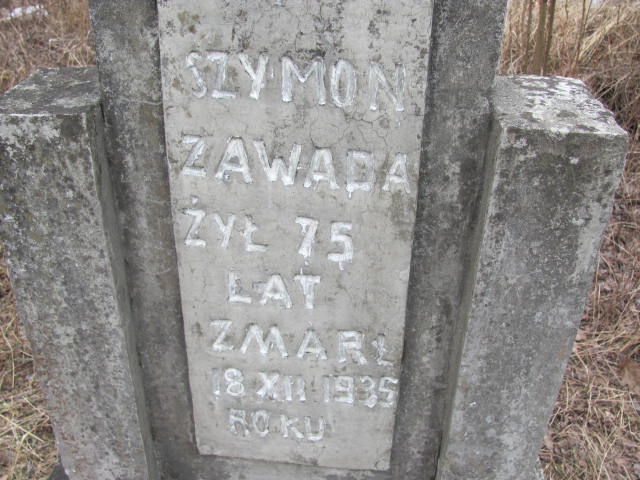 SZYMON
ZAWADA
ŻYŁ 75
LAT
ZMARŁ
18 XII 1935
ROKU